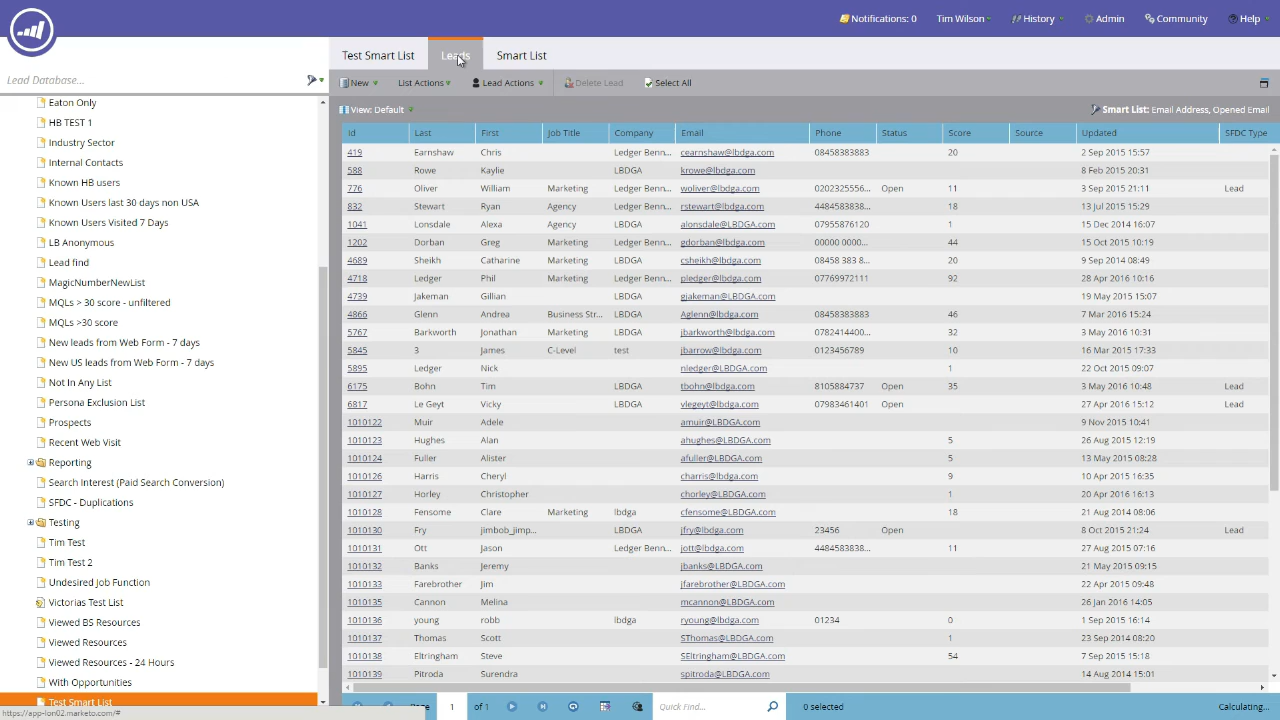 Notifications: 0 Tim Wilson History Admin Community Help
Test Smart List Leads Smart List
Lead Database...
New List Actions Lead Actions Delete Lead Select All
View: Default Smart List: Email Address, Opened Email
Id Last First Job Title Company Email Phone Status Score Source Updated SFDC Type
419 Earnshaw Chris Ledger Benn... cearnshaw@lbdga.com 08458383883 20 2 Sep 2015 15:57
588 Rowe Kaylie LBDGA krowe@lbdga.com 8 Feb 2015 20:31
776 Oliver William Marketing Ledger Benn... woliver@lbdga.com 0202325556... Open 11 3 Sep 2015 21:11 Lead
832 Stewart Ryan Agency Ledger Benn... rstewart@lbdga.com 4484583838... 18 13 Jul 2015 15:29
1041 Lonsdale Alexa Agency LBDGA alonsdale@lbdga.com 07955876120 1 15 Dec 2014 16:07
1202 Dorban Greg Marketing Ledger Benn... gdorban@lbdga.com 00000 0000... 44 15 Oct 2015 10:19
4689 Sheikh Catharine Marketing LBDGA csheikh@lbdga.com 08458 383 8... 20 9 Sep 2014 08:49
4718 Ledger Phil Marketing Ledger Benn... pledger@lbdga.com 07769972111 92 28 Apr 2016 10:16
4739 Jakeman Gillian LBDGA gjakeman@LBDGA.com 19 May 2015 15:07
4866 Glenn Andrea Business Str... LBDGA Aglenn@lbdga.com 08458383883 46 7 Mar 2016 15:24
5767 Barkworth Jonathan Marketing LBDGA jbarkworth@lbdga.com 0782414400... 32 3 May 2016 10:31
5845 3 James C-Level test jbarrow@lbdga.com 0123456789 10 16 Mar 2015 17:33
5895 Ledger Nick nledger@LBDGA.com 1 22 Oct 2015 09:07
6175 Bohn Tim LBDGA tbohn@lbdga.com 8105884737 Open 35 3 May 2016 10:48 Lead
6817 Le Geyt Vicky LBDGA vlegeyt@lbdga.com 07983461401 Open 27 Apr 2016 15:12 Lead
1010122 Muir Adele amuir@LBDGA.com 9 Nov 2015 10:41
1010123 Hughes Alan ahughes@LBDGA.com 5 26 Aug 2015 12:19
1010124 Fuller Alister afuller@LBDGA.com 5 13 May 2015 08:28
1010126 Harris Cheryl charris@lbdga.com 9 10 Apr 2015 16:35
1010127 Horley Christopher chorley@LBDGA.com 1 20 Apr 2016 16:13
1010128 Fensome Clare Marketing lbdga cfensome@LBDGA.com 18 21 Aug 2014 08:06
1010130 Fry jimbob_jimp... LBDGA jfry@lbdga.com 23456 Open 8 Oct 2015 21:24 Lead
1010131 Ott Jason Ledger Benn... jott@lbdga.com 4484583838... 11 27 Aug 2015 07:16
1010132 Banks Jeremy jbanks@LBDGA.com 21 May 2015 09:15
1010133 Farebrother Jim jfarebrother@LBDGA.com 22 Apr 2015 09:48
1010135 Cannon Melina mcannon@LBDGA.com 26 Jan 2016 14:05
1010136 young robb lbdga ryoung@lbdga.com 01234 0 1 Sep 2015 16:14
1010137 Thomas Scott SThomas@LBDGA.com 1 23 Sep 2014 08:20
1010138 Eltringham Steve SEltringham@LBDGA.com 54 7 Sep 2015 15:18
1010139 Pitroda Surendra spitroda@LBDGA.com 14 Aug 2014 15:01
Eaton Only
HB TEST 1
Industry Sector
Internal Contacts
Known HB users
Known Users last 30 days non USA
Known Users Visited 7 Days
LB Anonymous
Lead find
MagicNumberNewList
MQLs > 30 score - unfiltered
MQLs >30 score
New leads from Web Form - 7 days
New US leads from Web Form - 7 days
Not In Any List
Persona Exclusion List
Prospects
Recent Web Visit
Reporting
Search Interest (Paid Search Conversion)
SFDC - Duplications
Testing
Tim Test
Tim Test 2
Undesired Job Function
Victorias Test List
Viewed BS Resources
Viewed Resources
Viewed Resources - 24 Hours
With Opportunities
Test Smart List
https://app-lon02.marketo.com/#
Page 1 of 1 Quick Find... 0 selected Calculating...